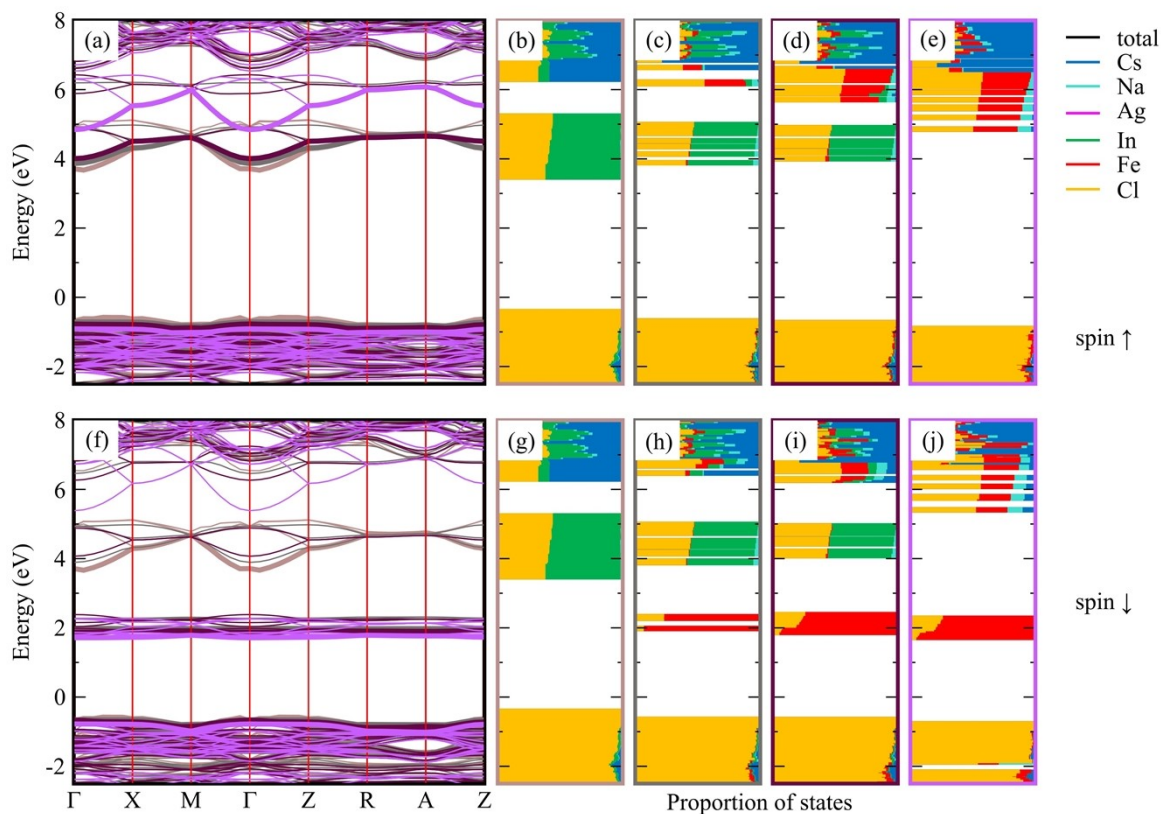 (a) (b) (c) (d) (e)
total
Cs
Na
Ag
In
Fe
Cl
8
6
4
2
0
-2
Energy (eV)
spin ↑
(f) (g) (h) (i) (j)
8
6
4
2
0
-2
Energy (eV)
spin ↓
Γ X M Γ Z R A Z
Proportion of states